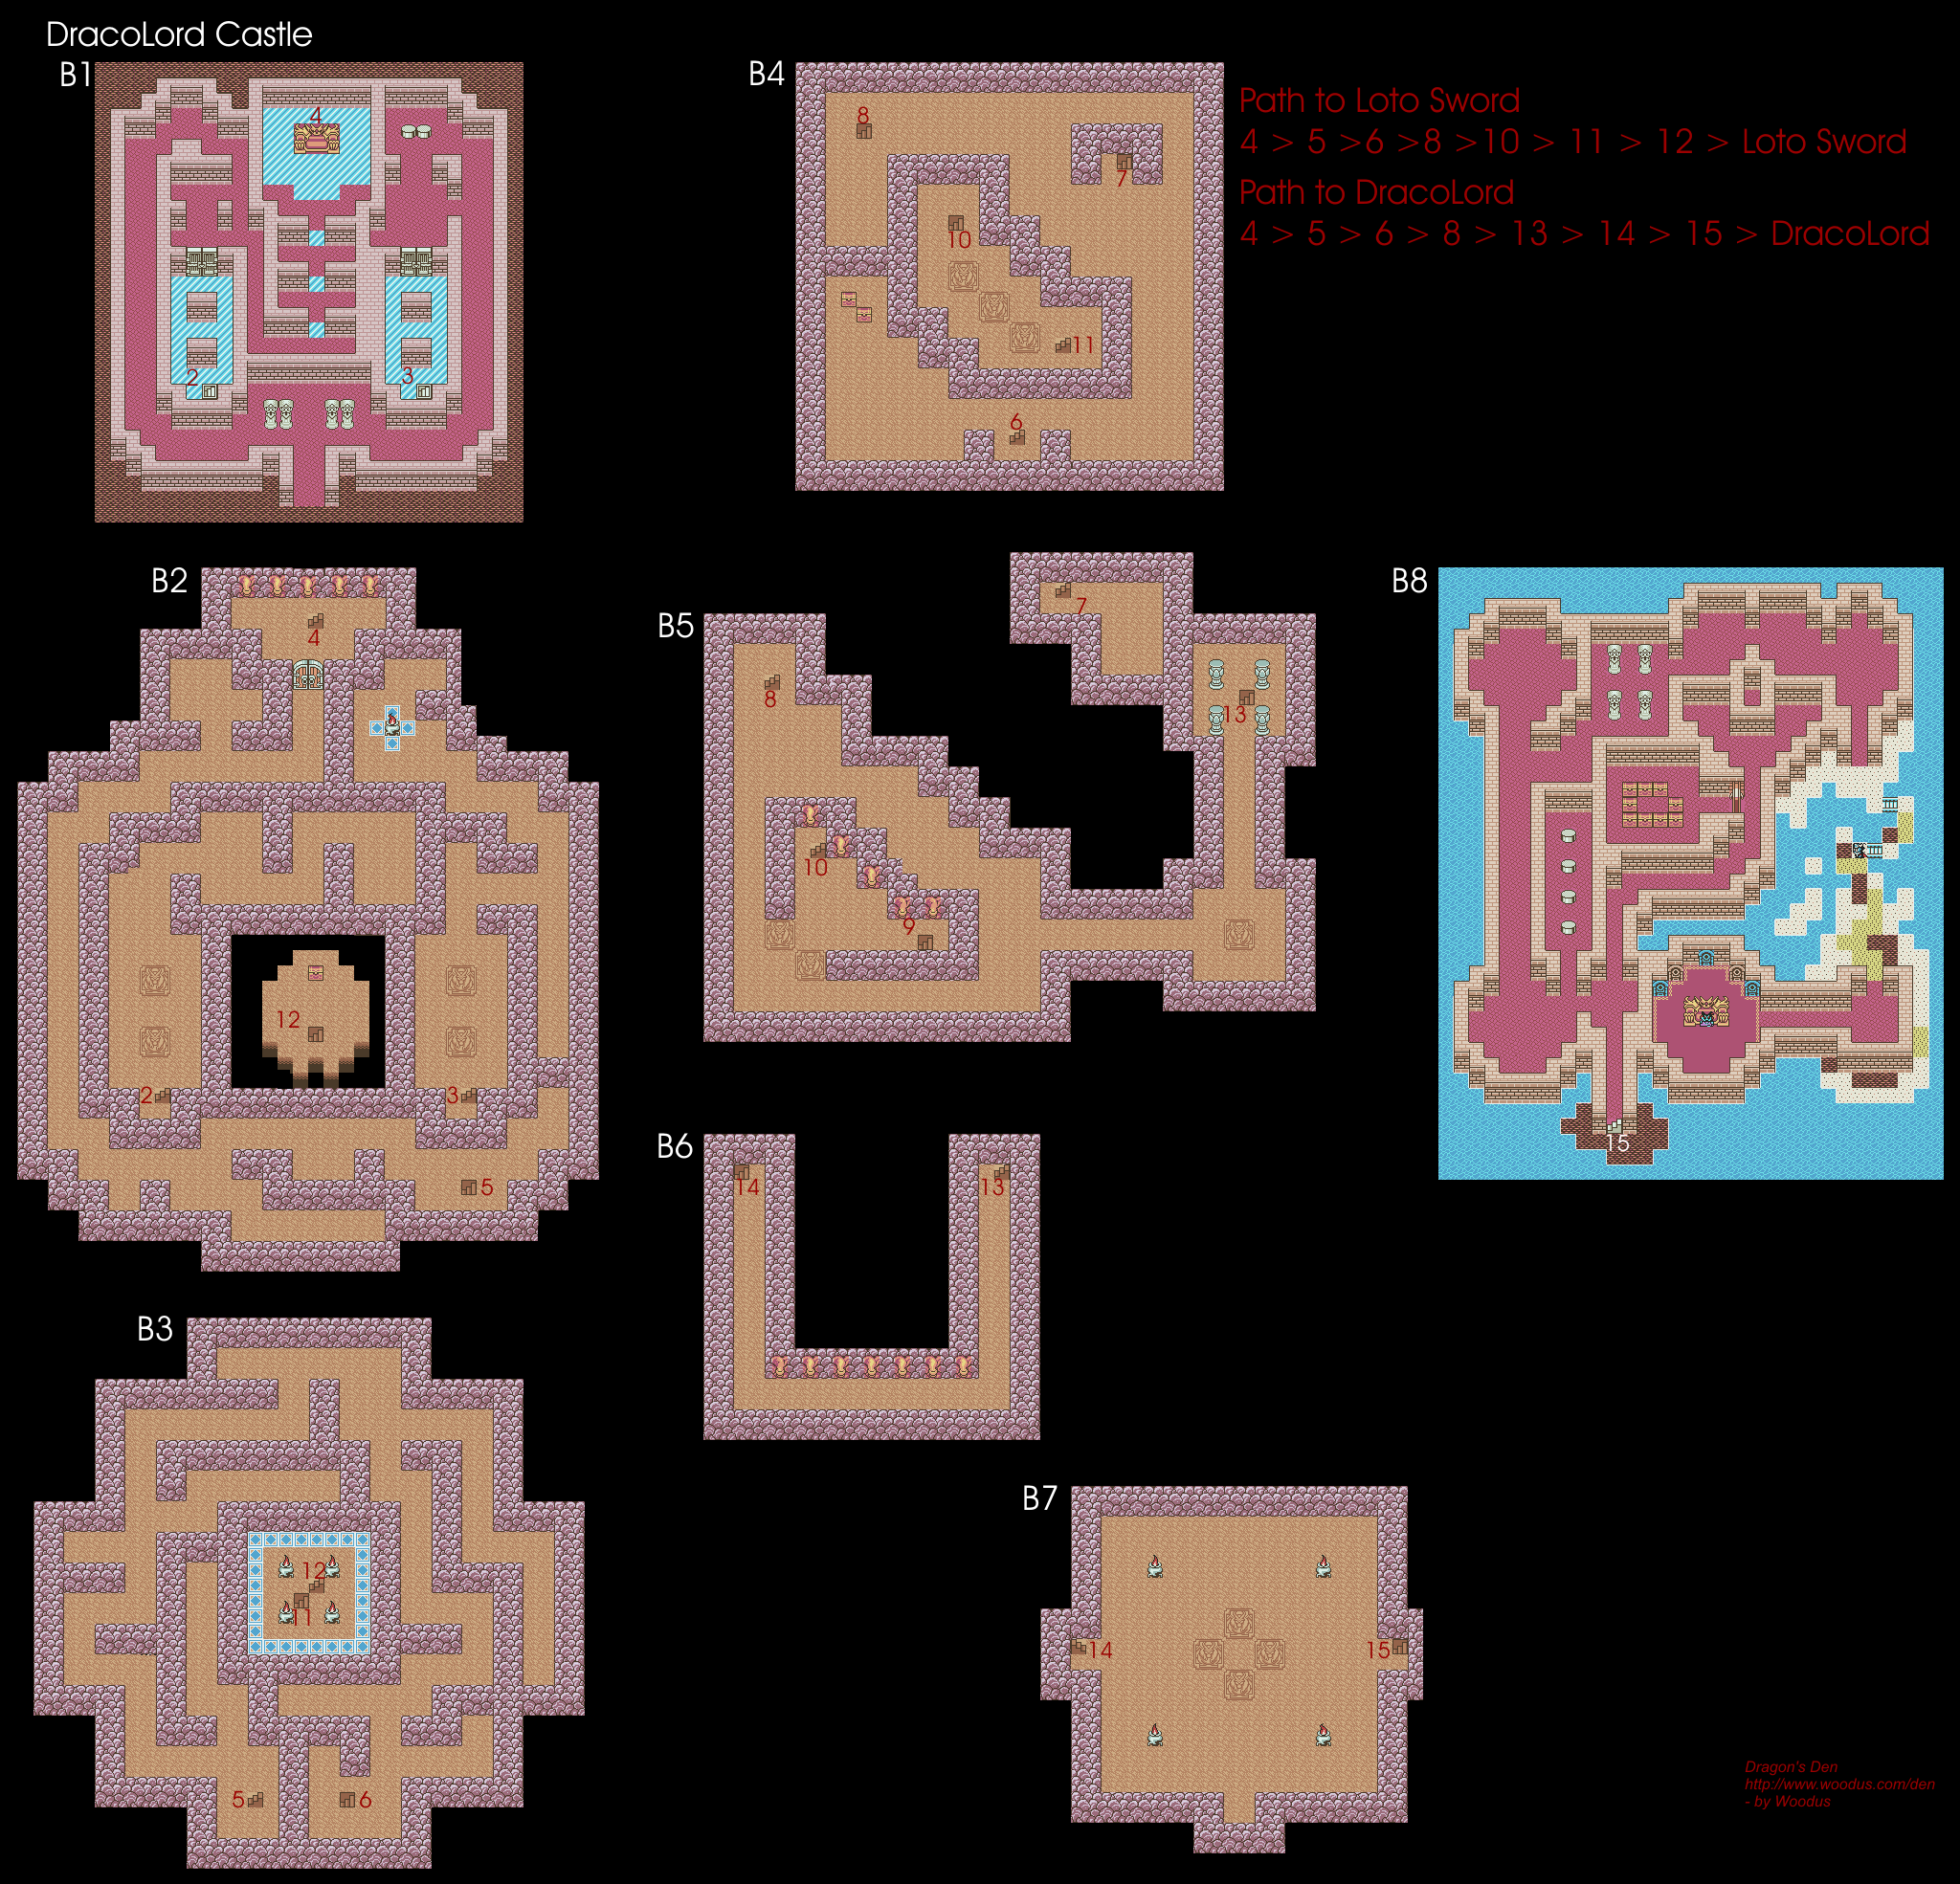 DracoLord Castle
B1
4
2
3
B4
8
7
10
11
6
Path to Loto Sword
4 > 5 >6 >8 >10 > 11 > 12 > Loto Sword
Path to DracoLord
4 > 5 > 6 > 8 > 13 > 14 > 15 > DracoLord
B2
4
12
2
3
5
B5
7
8
13
10
9
B8
15
B6
14
13
B3
12
11
5
6
B7
14
15
Dragon's Den
http://www.woodus.com/den
- by Woodus